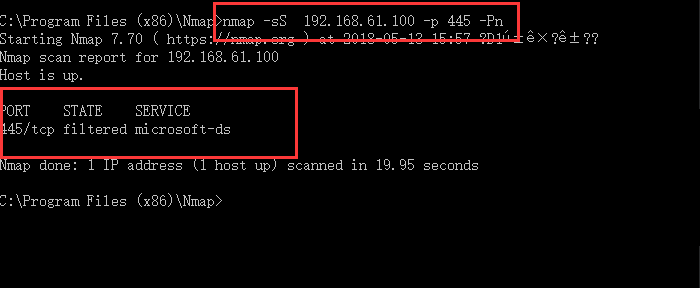 C:\Program Files (x86)\Nmap>nmap -sS  192.168.61.100 -p 445 -Pn
Starting Nmap 7.70 ( https://nmap.org ) at 2018-05-13 15:57 ?D1ú±ê×?ê±??
Nmap scan report for 192.168.61.100
Host is up.
PORT    STATE    SERVICE
445/tcp filtered microsoft-ds
Nmap done: 1 IP address (1 host up) scanned in 19.95 seconds
C:\Program Files (x86)\Nmap>